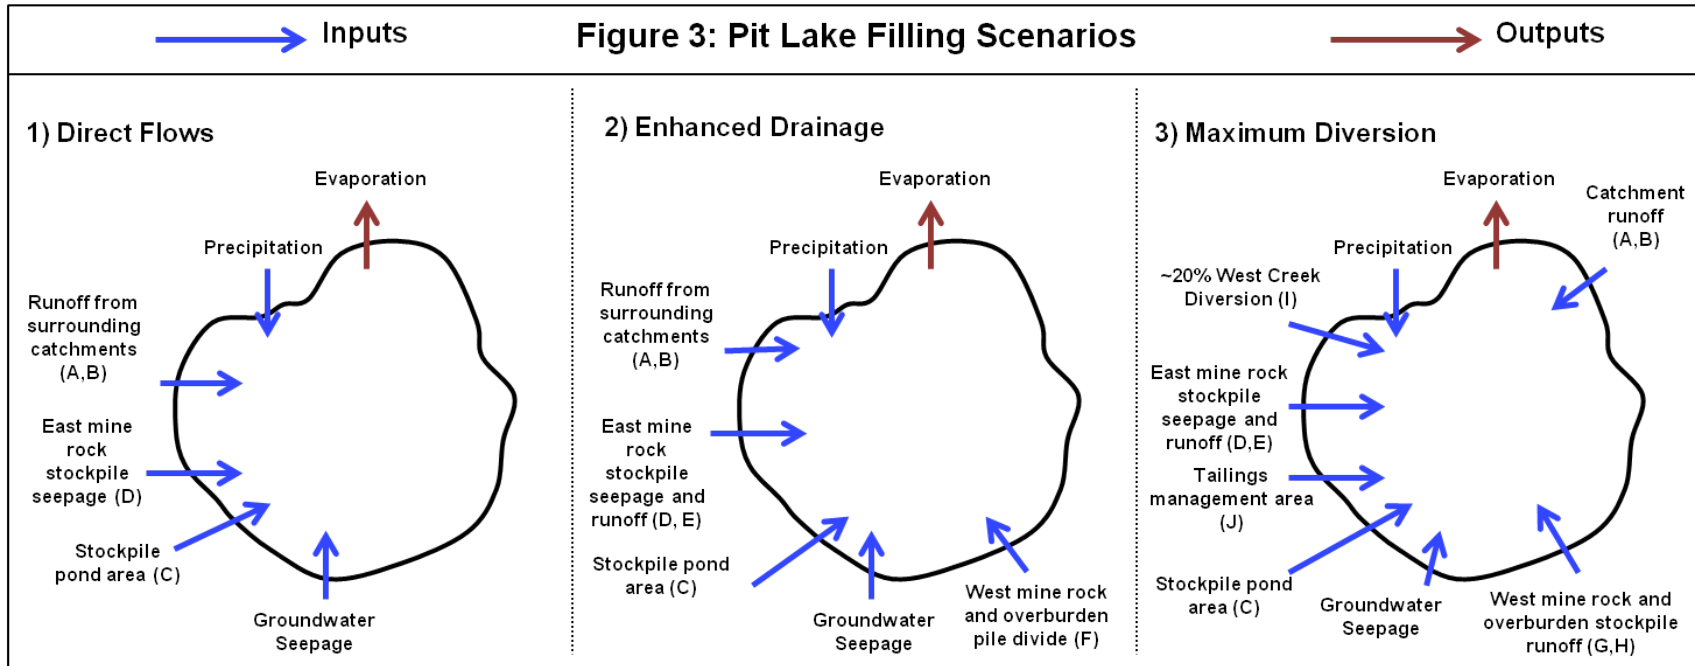 Inputs
Figure 3: Pit Lake Filling Scenarios
Outputs
1) Direct Flows
Evaporation
Precipitation
Runoff from
surrounding
catchments
(A,B)
East mine
rock
stockpile
seepage (D)
Stockpile
pond area (C)
Groundwater
Seepage
2) Enhanced Drainage
Evaporation
Precipitation
Runoff from
surrounding
catchments
(A,B)
East mine
rock
stockpile
seepage and
runoff (D, E)
Stockpile pond
area (C)
Groundwater
Seepage
West mine rock
and overburden
pile divide (F)
3) Maximum Diversion
Evaporation
Catchment
runoff
(A,B)
Precipitation
~20% West Creek
Diversion (I)
East mine rock
stockpile
seepage and
runoff (D,E)
Tailings
management area
(J)
Stockpile pond
area (C)
Groundwater
Seepage
West mine rock and
overburden stockpile
runoff (G,H)